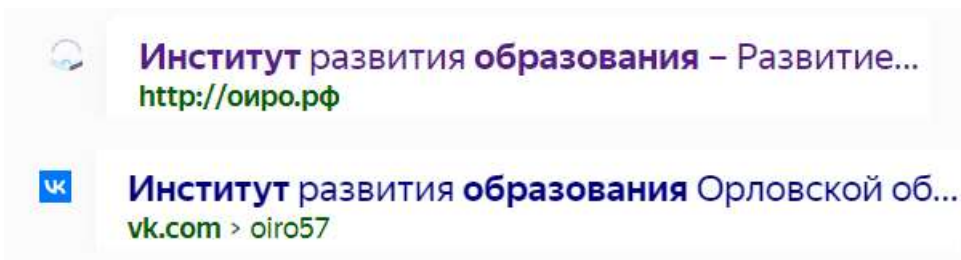 Институт развития образования – Развитие...
http://оиро.рф
Институт развития образования Орловской об...
vk.com › oiro57